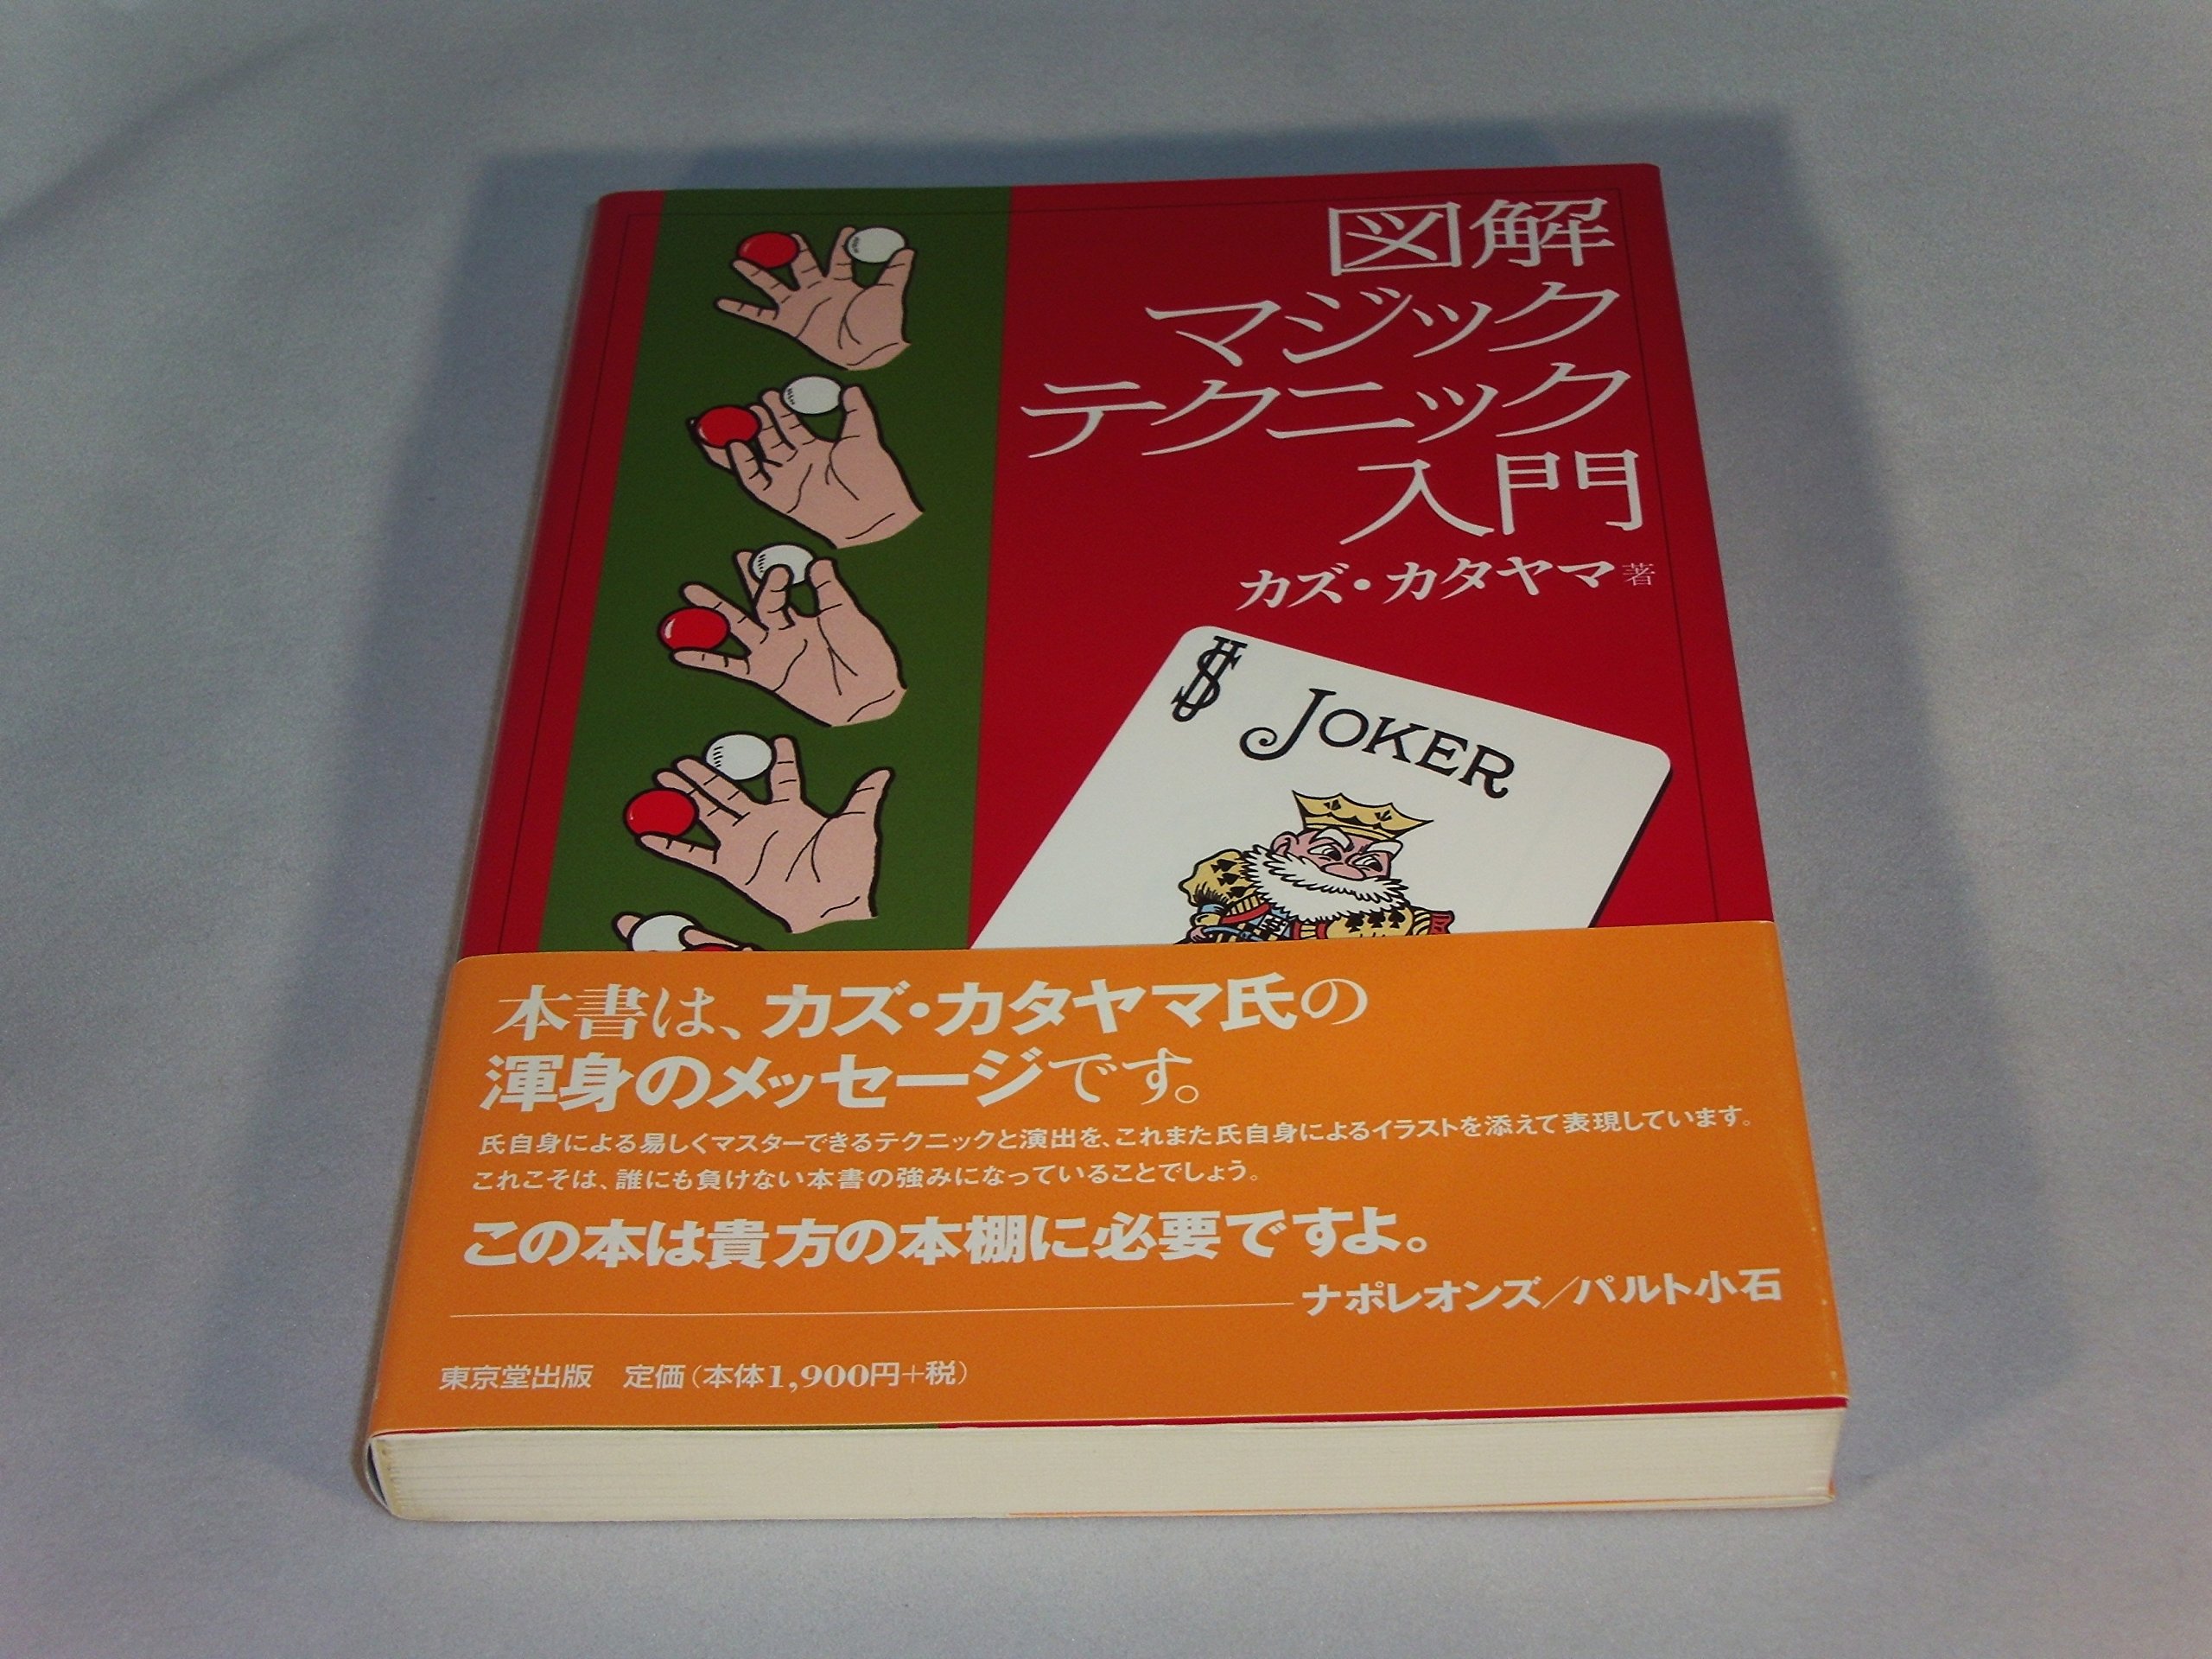 図解
マジック
テクニック
入門
カズ・カタヤマ 著
JOKER
本書は、カズ・カタヤマ氏の
渾身のメッセージです。
氏自身による易しくマスターできるテクニックと演出を、これまた氏自身によるイラストを添えて表現しています。
これこそは、誰にも負けない本書の強みになっていることでしょう。
この本は貴方の本棚に必要ですよ。
ナポレオンズ／パルト小石
東京堂出版 定価(本体1,900円+税)